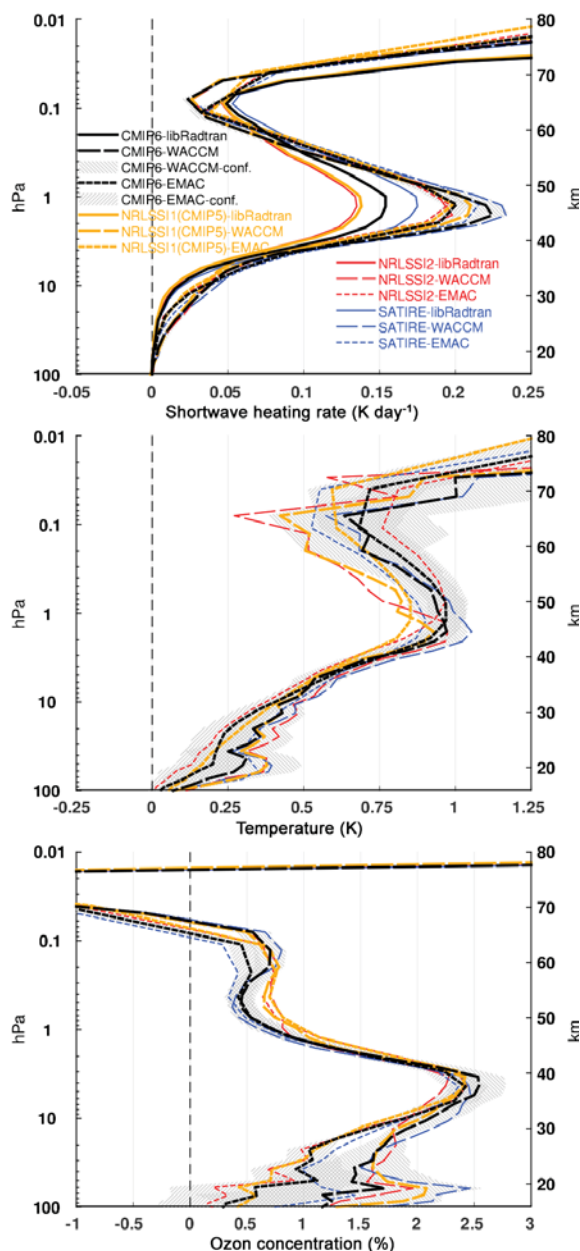 0.01
80
70
0.1
60
hPa
km
1
50
40
10
30
20
100
CMIP6-libRadtran
CMIP6-WACCM
CMIP6-WACCM-conf.
CMIP6-EMAC
CMIP6-EMAC-conf.
NRLSSI1(CMIP5)-libRadtran
NRLSSI1(CMIP5)-WACCM
NRLSSI1(CMIP5)-EMAC
NRLSSI2-libRadtran
NRLSSI2-WACCM
NRLSSI2-EMAC
SATIRE-libRadtran
SATIRE-WACCM
SATIRE-EMAC
-0.05 0 0.05 0.1 0.15 0.2 0.25
Shortwave heating rate (K day-1)
0.01
80
70
0.1
60
hPa
km
1
50
40
10
30
20
100
-0.25 0 0.25 0.5 0.75 1 1.25
Temperature (K)
0.01
80
70
0.1
60
hPa
km
1
50
40
10
30
20
100
-1 -0.5 0 0.5 1 1.5 2 2.5 3
Ozon concentration (%)